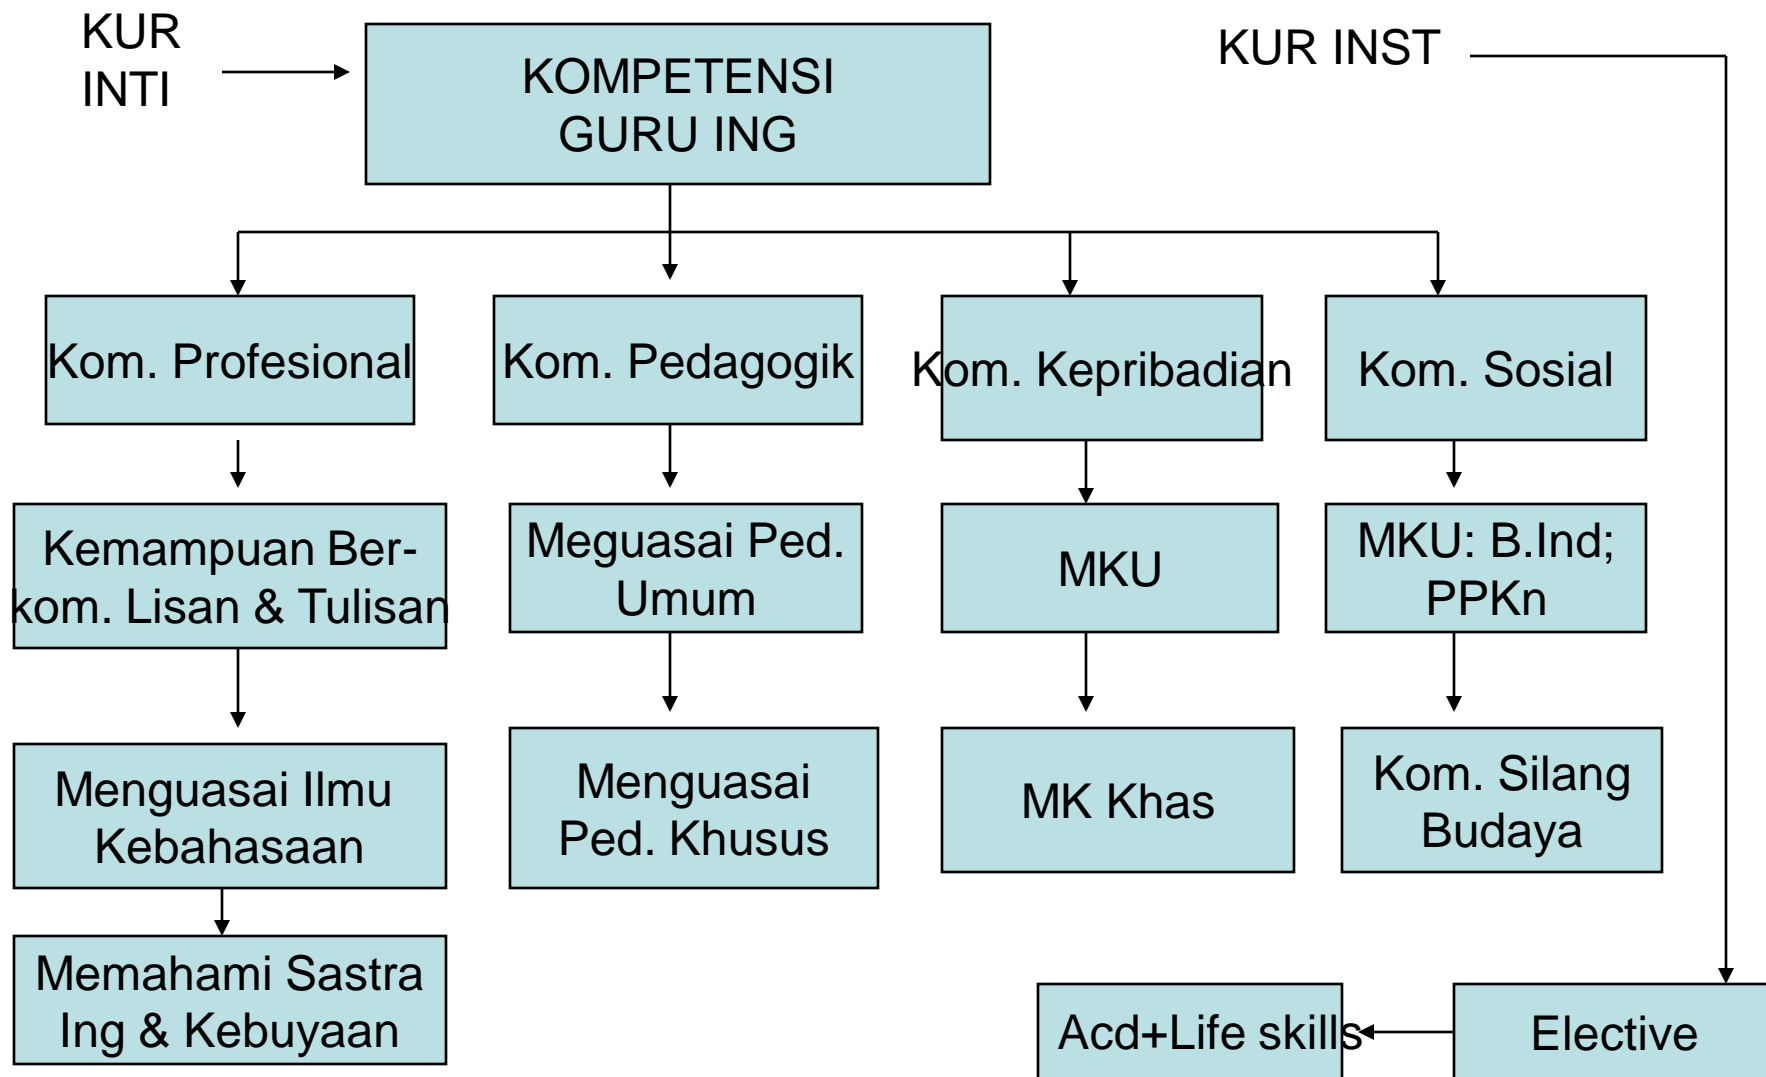 KUR
INTI
KOMPETENSI
GURU ING
KUR INST
Kom. Profesional
Kom. Pedagogik
Kom. Kepribadian
Kom. Sosial
Kemampuan Ber-
kom. Lisan & Tulisan
Meguasai Ped.
Umum
MKU
MKU: B.Ind;
PPKn
Menguasai Ilmu
Kebahasaan
Menguasai
Ped. Khusus
MK Khas
Kom. Silang
Budaya
Memahami Sastra
Ing & Kebuyaan
Acd+Life skills
Elective